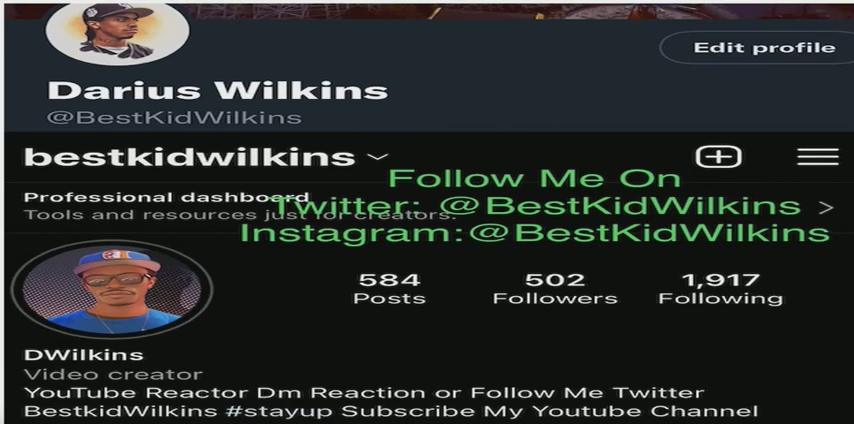 Edit profile
Darius Wilkins
@BestKidWilkins
bestkidwilkins
Follow Me On
Professional dashboard
Twitter: @BestKidWilkins
Tools and resources just for creators.
Instagram:@BestKidWilkins
584 502 1,917
Posts Followers Following
DWilkins
Video creator
YouTube Reactor Dm Reaction or Follow Me Twitter
BestkidWilkins #stayup Subscribe My Youtube Channel